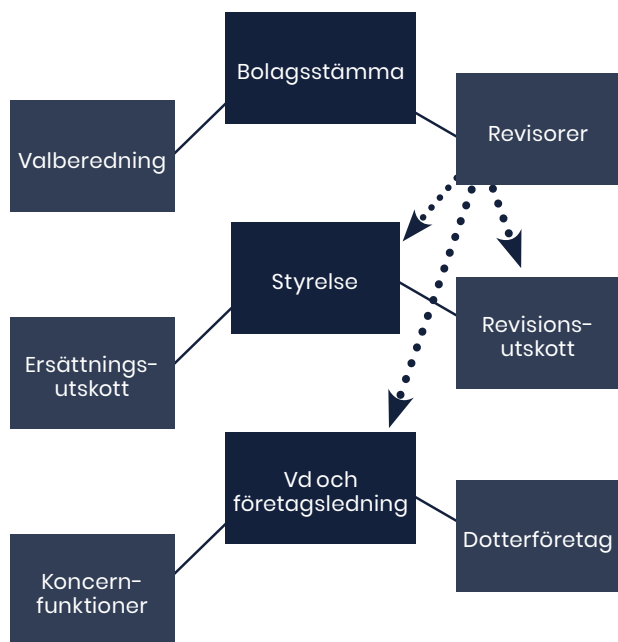 Bolagsstämma
Revisorer
Valberedning
Styrelse
Revisions-
utskott
Ersättnings-
utskott
Vd och
företagsledning
Dotterföretag
Koncern-
funktioner